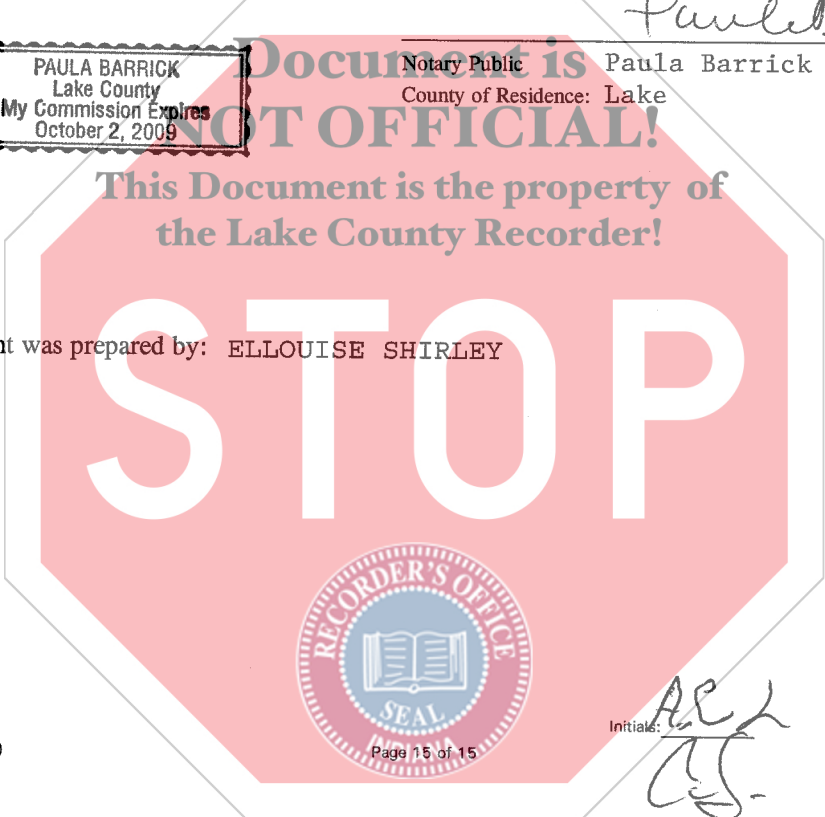 PAULA BARRICK
Lake County
My Commission Expires
October 2, 2009
Notary Public Paula Barrick
County of Residence: Lake
Document is
NOT OFFICIAL!
This Document is the property of
the Lake County Recorder!
nt was prepared by: ELLOUISE SHIRLEY
STOP
RECORDER'S OFFICE
SEAL
INDIANA
Page 15 of 15
Initials: